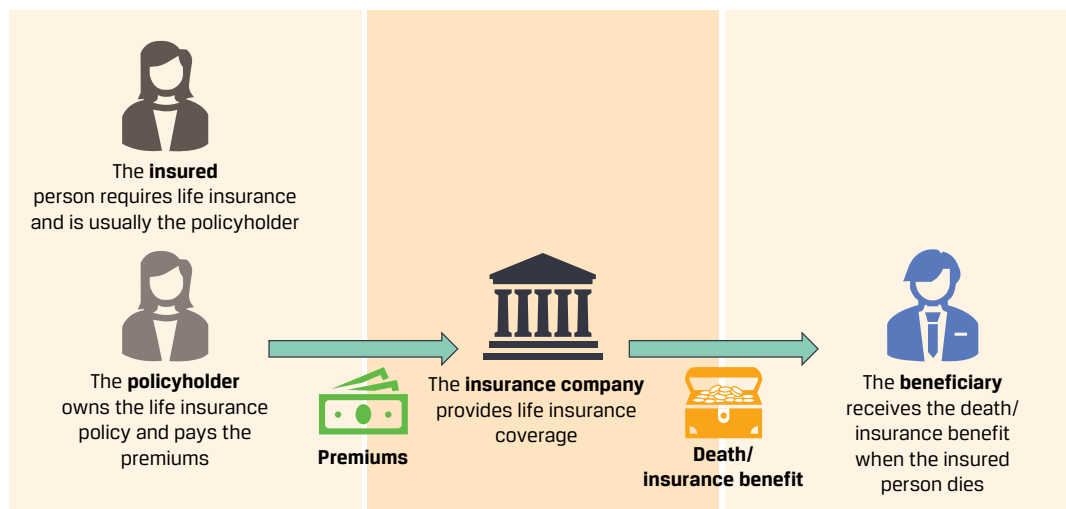 The insured
person requires life insurance
and is usually the policyholder
The policyholder
owns the life insurance
policy and pays the
premiums
Premiums
The insurance company
provides life insurance
coverage
Death/
insurance benefit
The beneficiary
receives the death/
insurance benefit
when the insured
person dies